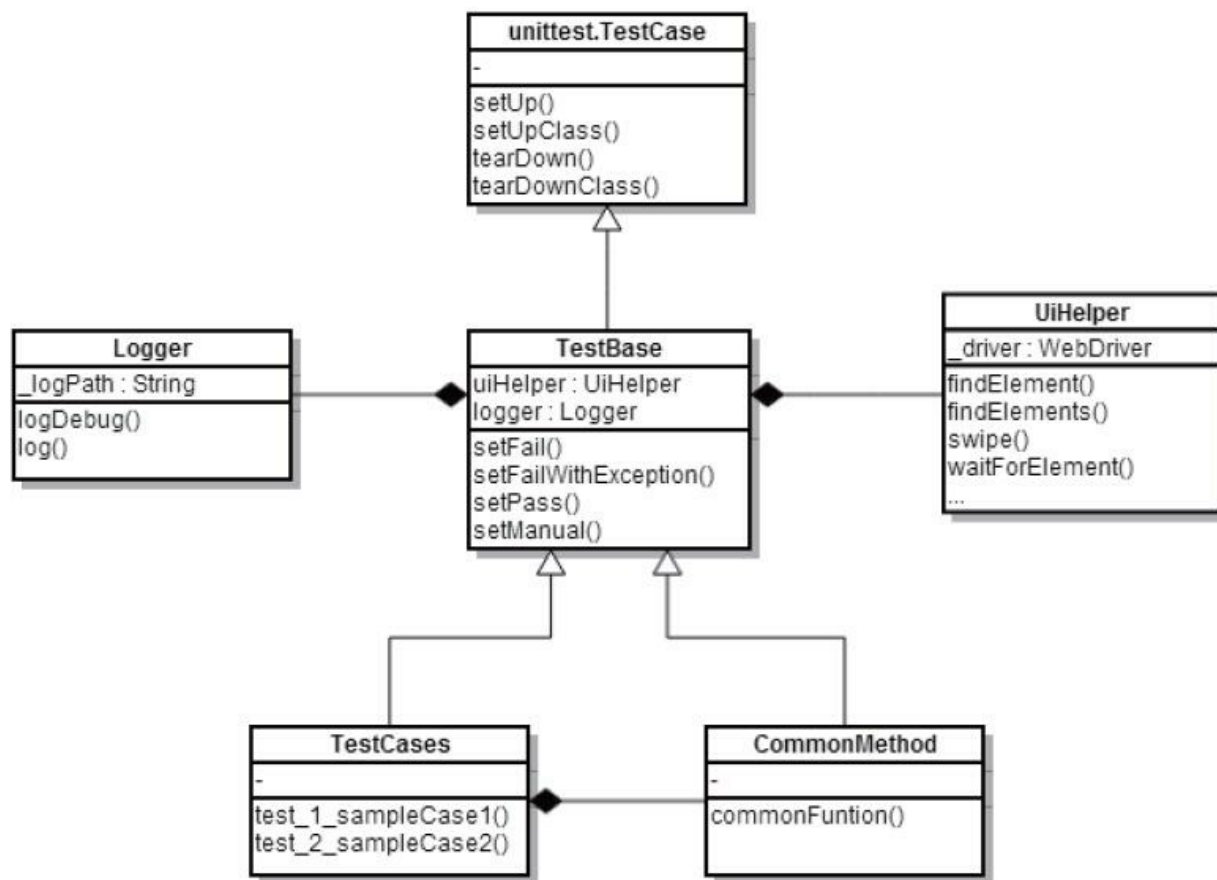 unittest.TestCase
-
setUp()
setUpClass()
tearDown()
tearDownClass()
Logger
_logPath : String
logDebug()
log()
TestBase
uiHelper : UiHelper
logger : Logger
setFail()
setFailWithException()
setPass()
setManual()
UiHelper
_driver : WebDriver
findElement()
findElements()
swipe()
waitForElement()
...
TestCases
-
test_1_sampleCase1()
test_2_sampleCase2()
CommonMethod
-
commonFuntion()